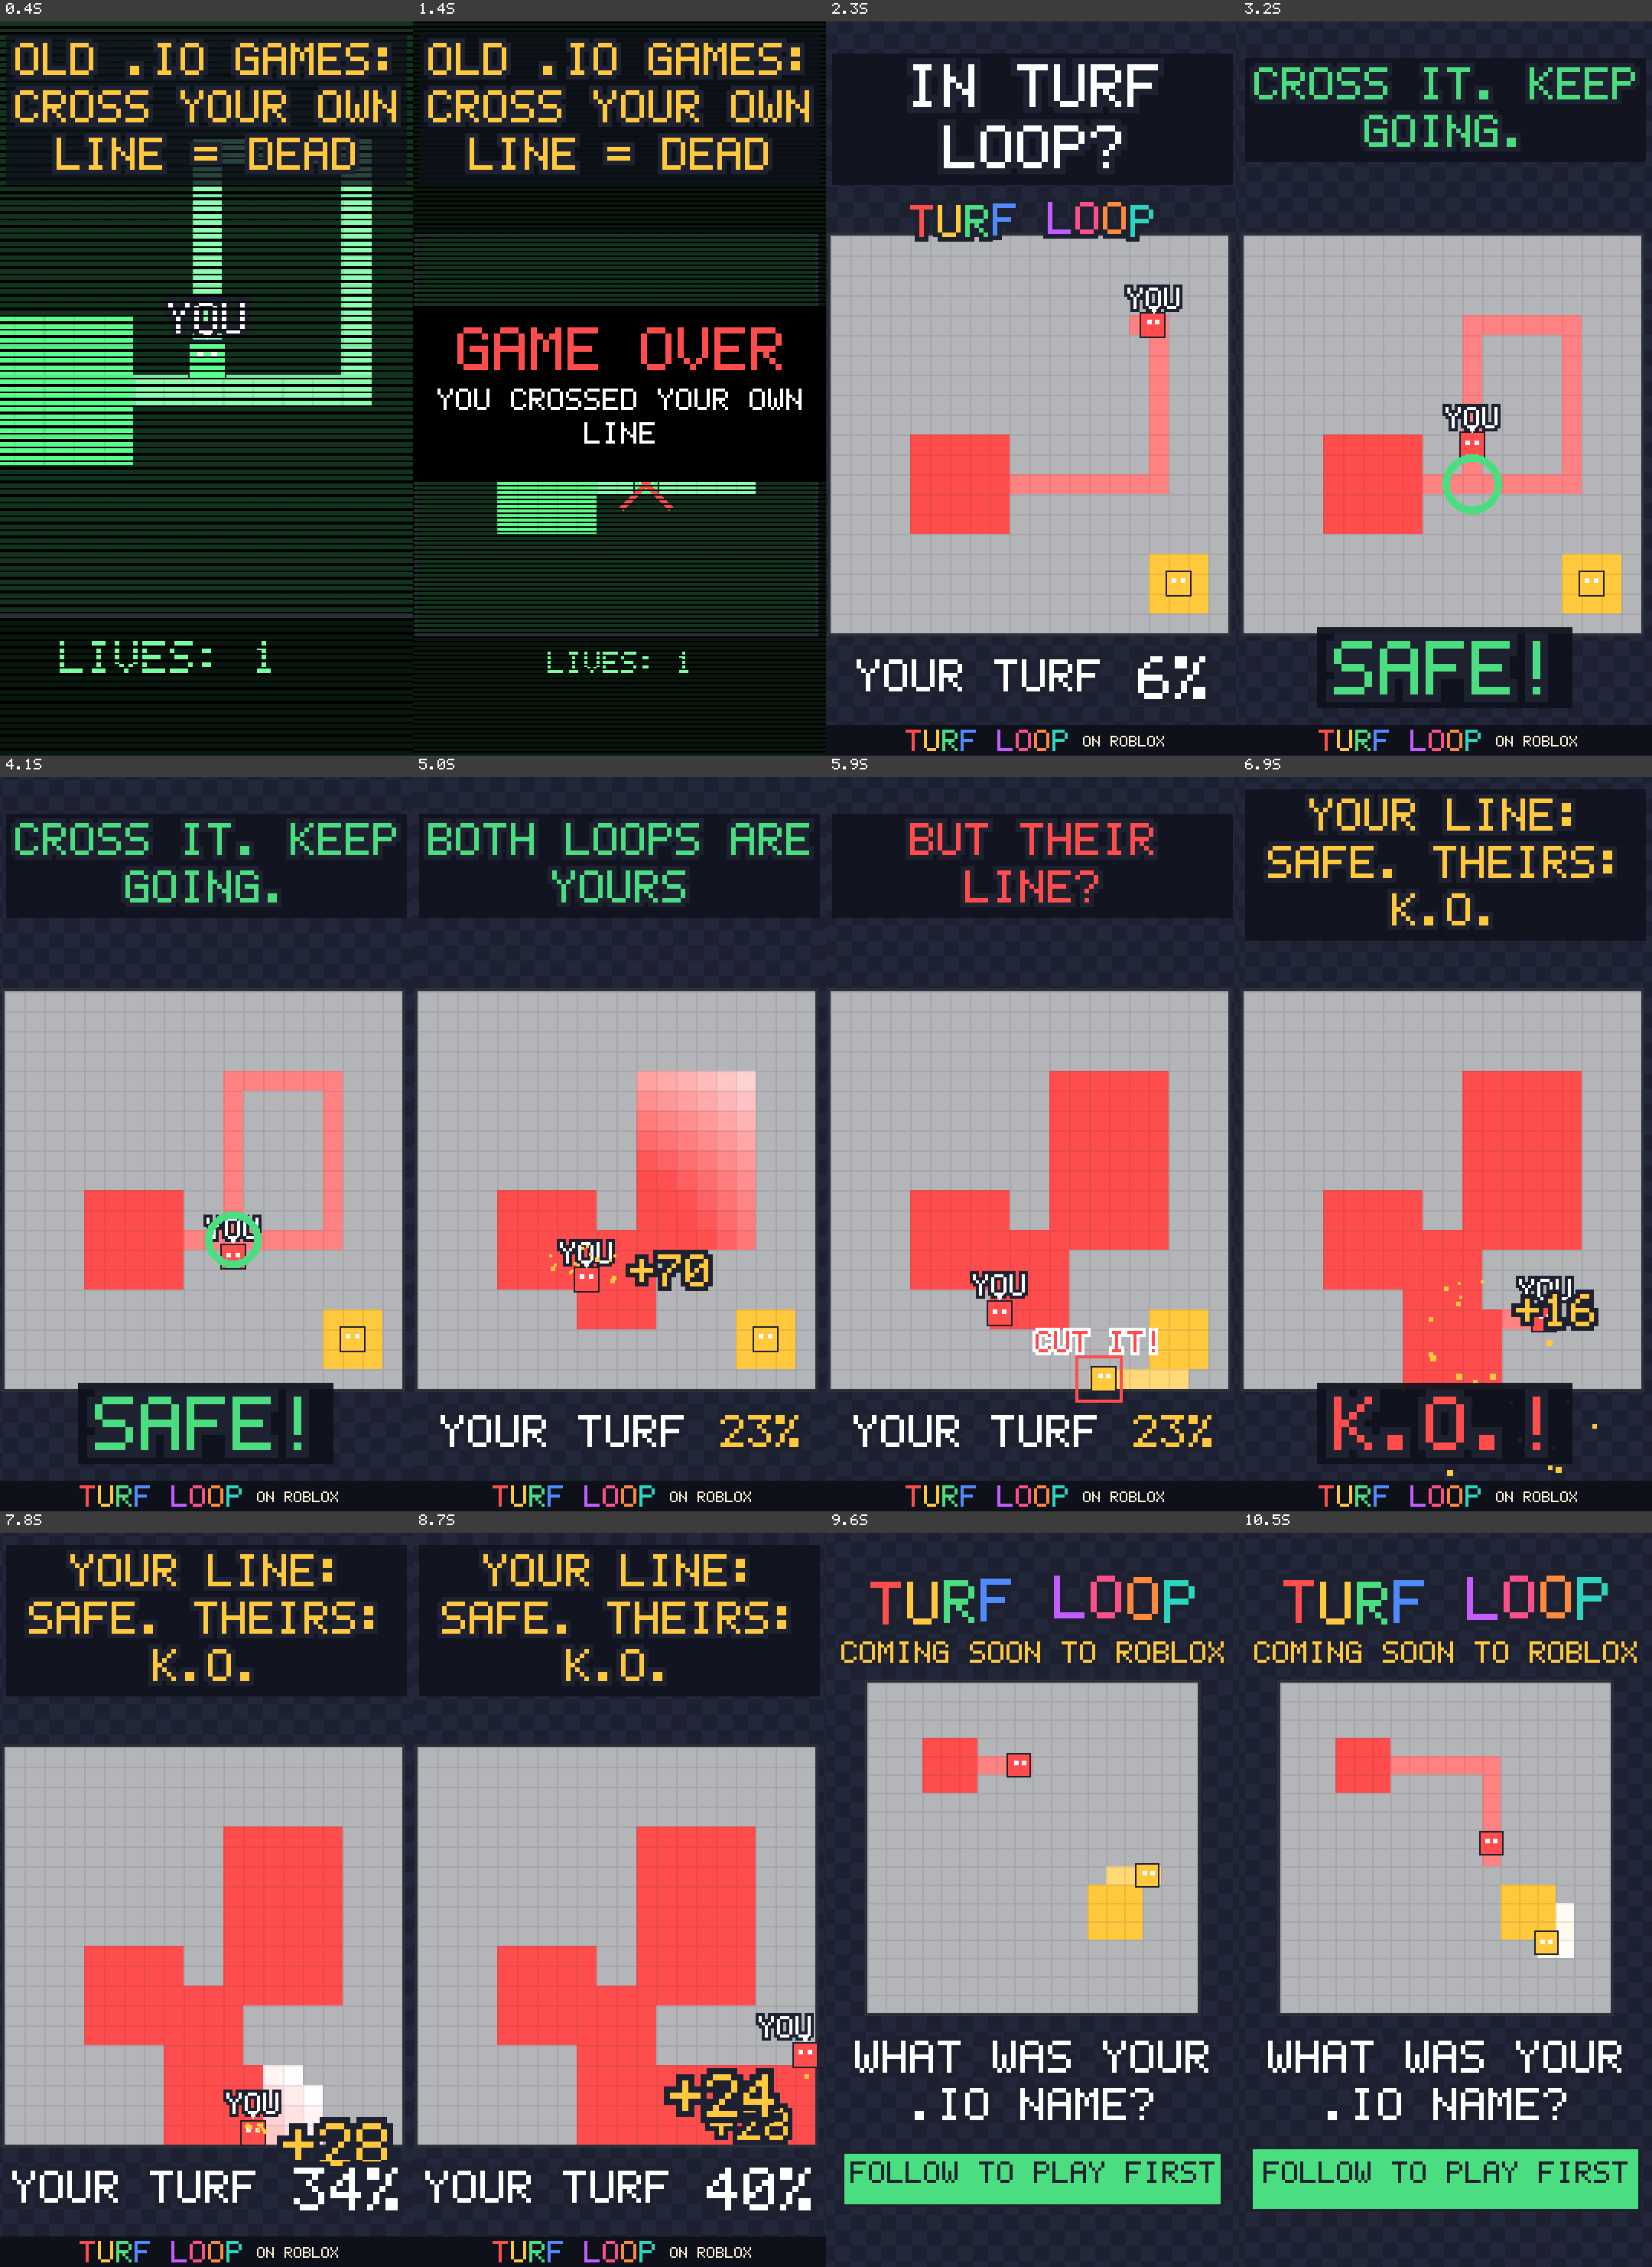 0.4S
OLD .IO GAMES:
CROSS YOUR OWN
LINE = DEAD
YOU
LIVES: 1
1.4S
OLD .IO GAMES:
CROSS YOUR OWN
LINE = DEAD
GAME OVER
YOU CROSSED YOUR OWN
LINE
LIVES: 1
2.3S
IN TURF
LOOP?
TURF LOOP
YOU
YOUR TURF 6%
TURF LOOP ON ROBLOX
3.2S
CROSS IT. KEEP
GOING.
YOU
SAFE!
TURF LOOP ON ROBLOX
4.1S
CROSS IT. KEEP
GOING.
YOU
SAFE!
TURF LOOP ON ROBLOX
5.0S
BOTH LOOPS ARE
YOURS
YOU
+70
YOUR TURF 23%
TURF LOOP ON ROBLOX
5.9S
BUT THEIR
LINE?
YOU
CUT IT!
YOUR TURF 23%
TURF LOOP ON ROBLOX
6.9S
YOUR LINE:
SAFE. THEIRS:
K.O.
YOU
+16
K.O.!
TURF LOOP ON ROBLOX
7.8S
YOUR LINE:
SAFE. THEIRS:
K.O.
YOU
+28
YOUR TURF 34%
TURF LOOP ON ROBLOX
8.7S
YOUR LINE:
SAFE. THEIRS:
K.O.
YOU
+24
YOUR TURF 40%
TURF LOOP ON ROBLOX
9.6S
TURF LOOP
COMING SOON TO ROBLOX
WHAT WAS YOUR
.IO NAME?
FOLLOW TO PLAY FIRST
10.5S
TURF LOOP
COMING SOON TO ROBLOX
WHAT WAS YOUR
.IO NAME?
FOLLOW TO PLAY FIRST